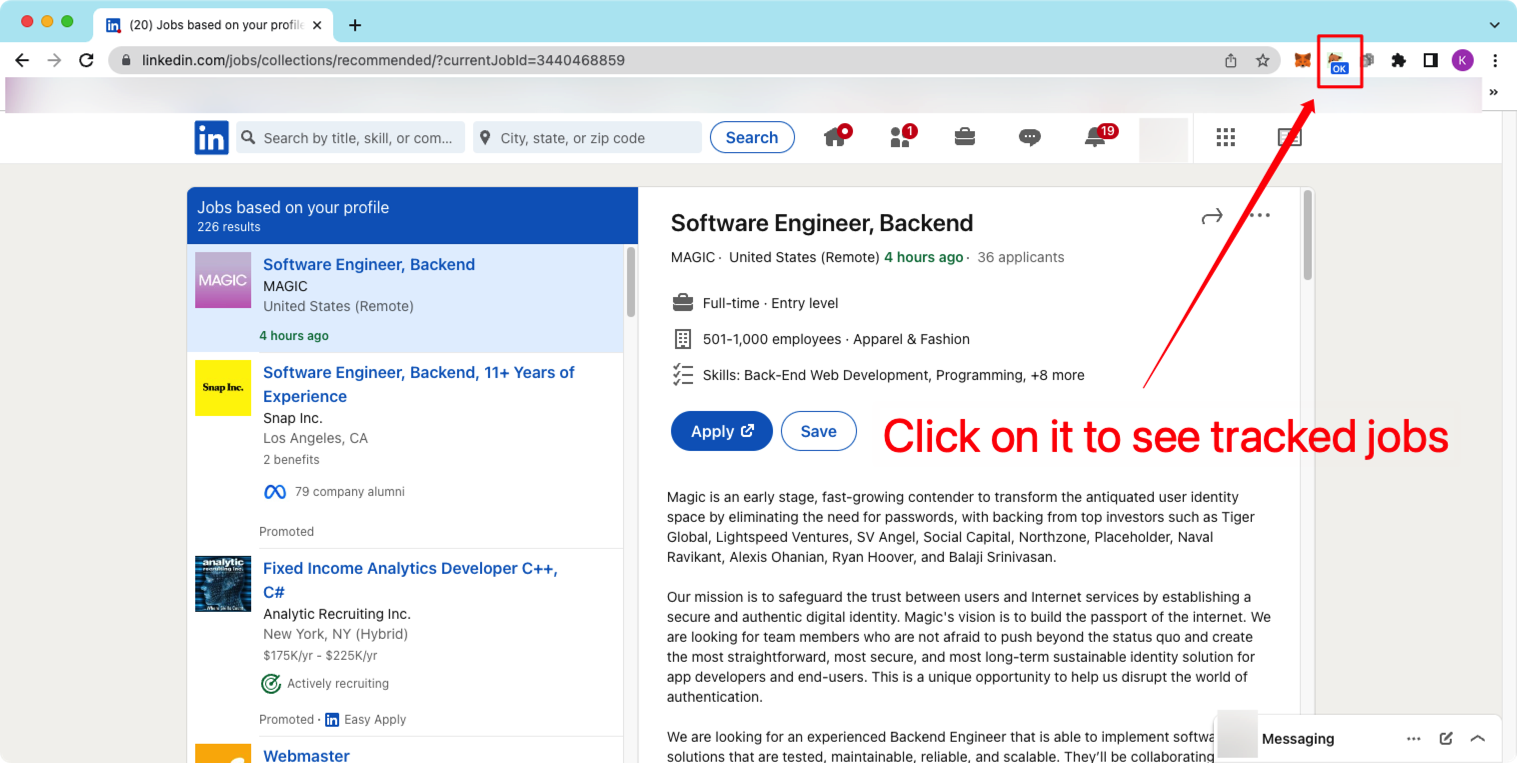 (20) Jobs based on your profile
linkedin.com/jobs/collections/recommended/?currentJobId=3440468859
OK
K
in
Search by title, skill, or com...
City, state, or zip code
Search
1
19
Jobs based on your profile
226 results
MAGIC
Software Engineer, Backend
MAGIC
United States (Remote)
4 hours ago
Snap Inc.
Software Engineer, Backend, 11+ Years of
Experience
Snap Inc.
Los Angeles, CA
2 benefits
79 company alumni
Promoted
analytic
recruiting inc.
Fixed Income Analytics Developer C++,
C#
Analytic Recruiting Inc.
New York, NY (Hybrid)
$175K/yr - $225K/yr
Actively recruiting
Promoted · in Easy Apply
Webmaster
Software Engineer, Backend
MAGIC · United States (Remote) 4 hours ago · 36 applicants
Full-time · Entry level
501-1,000 employees · Apparel & Fashion
Skills: Back-End Web Development, Programming, +8 more
Apply
Save
Click on it to see tracked jobs
Magic is an early stage, fast-growing contender to transform the antiquated user identity
space by eliminating the need for passwords, with backing from top investors such as Tiger
Global, Lightspeed Ventures, SV Angel, Social Capital, Northzone, Placeholder, Naval
Ravikant, Alexis Ohanian, Ryan Hoover, and Balaji Srinivasan.
Our mission is to safeguard the trust between users and Internet services by establishing a
secure and authentic digital identity. Magic's vision is to build the passport of the internet. We
are looking for team members who are not afraid to push beyond the status quo and create
the most straightforward, most secure, and most long-term sustainable identity solution for
app developers and end-users. This is a unique opportunity to help us disrupt the world of
authentication.
We are looking for an experienced Backend Engineer that is able to implement softwa
solutions that are tested, maintainable, reliable, and scalable. They'll be collaborating
Messaging